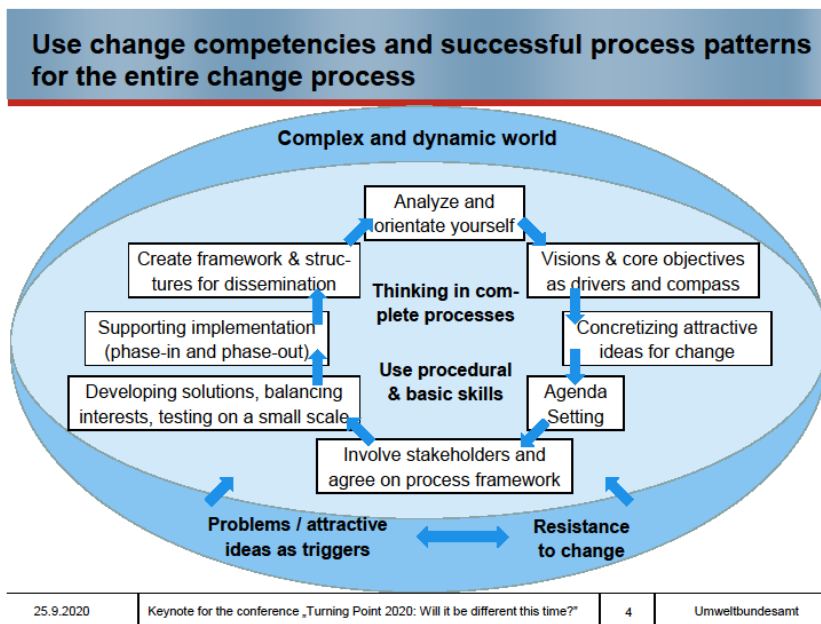 Use change competencies and successful process patterns
for the entire change process
Complex and dynamic world
Analyze and
orientate yourself
Create framework & struc-
tures for dissemination
Visions & core objectives
as drivers and compass
Thinking in com-
plete processes
Supporting implementation
(phase-in and phase-out)
Concretizing attractive
ideas for change
Use procedural
& basic skills
Developing solutions, balancing
interests, testing on a small scale
Agenda
Setting
Involve stakeholders and
agree on process framework
Problems / attractive
ideas as triggers
Resistance
to change
25.9.2020
Keynote for the conference „Turning Point 2020: Will it be different this time?"
4
Umweltbundesamt